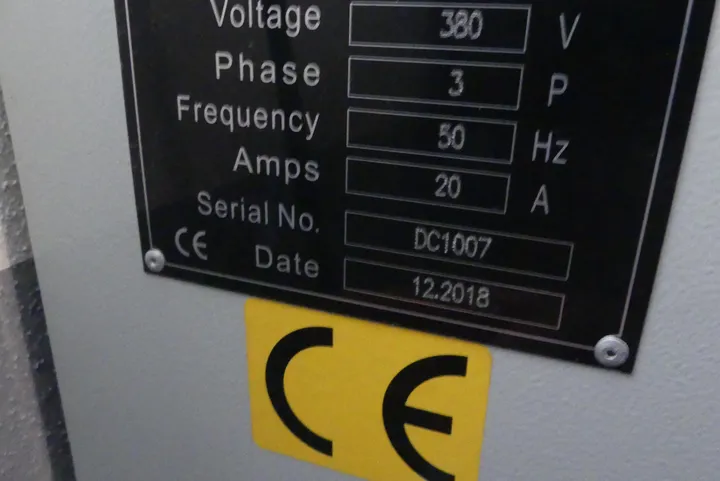 Voltage 380 V
Phase 3 P
Frequency 50 Hz
Amps 20 A
Serial No. DC1007
CE Date 12.2018
CE